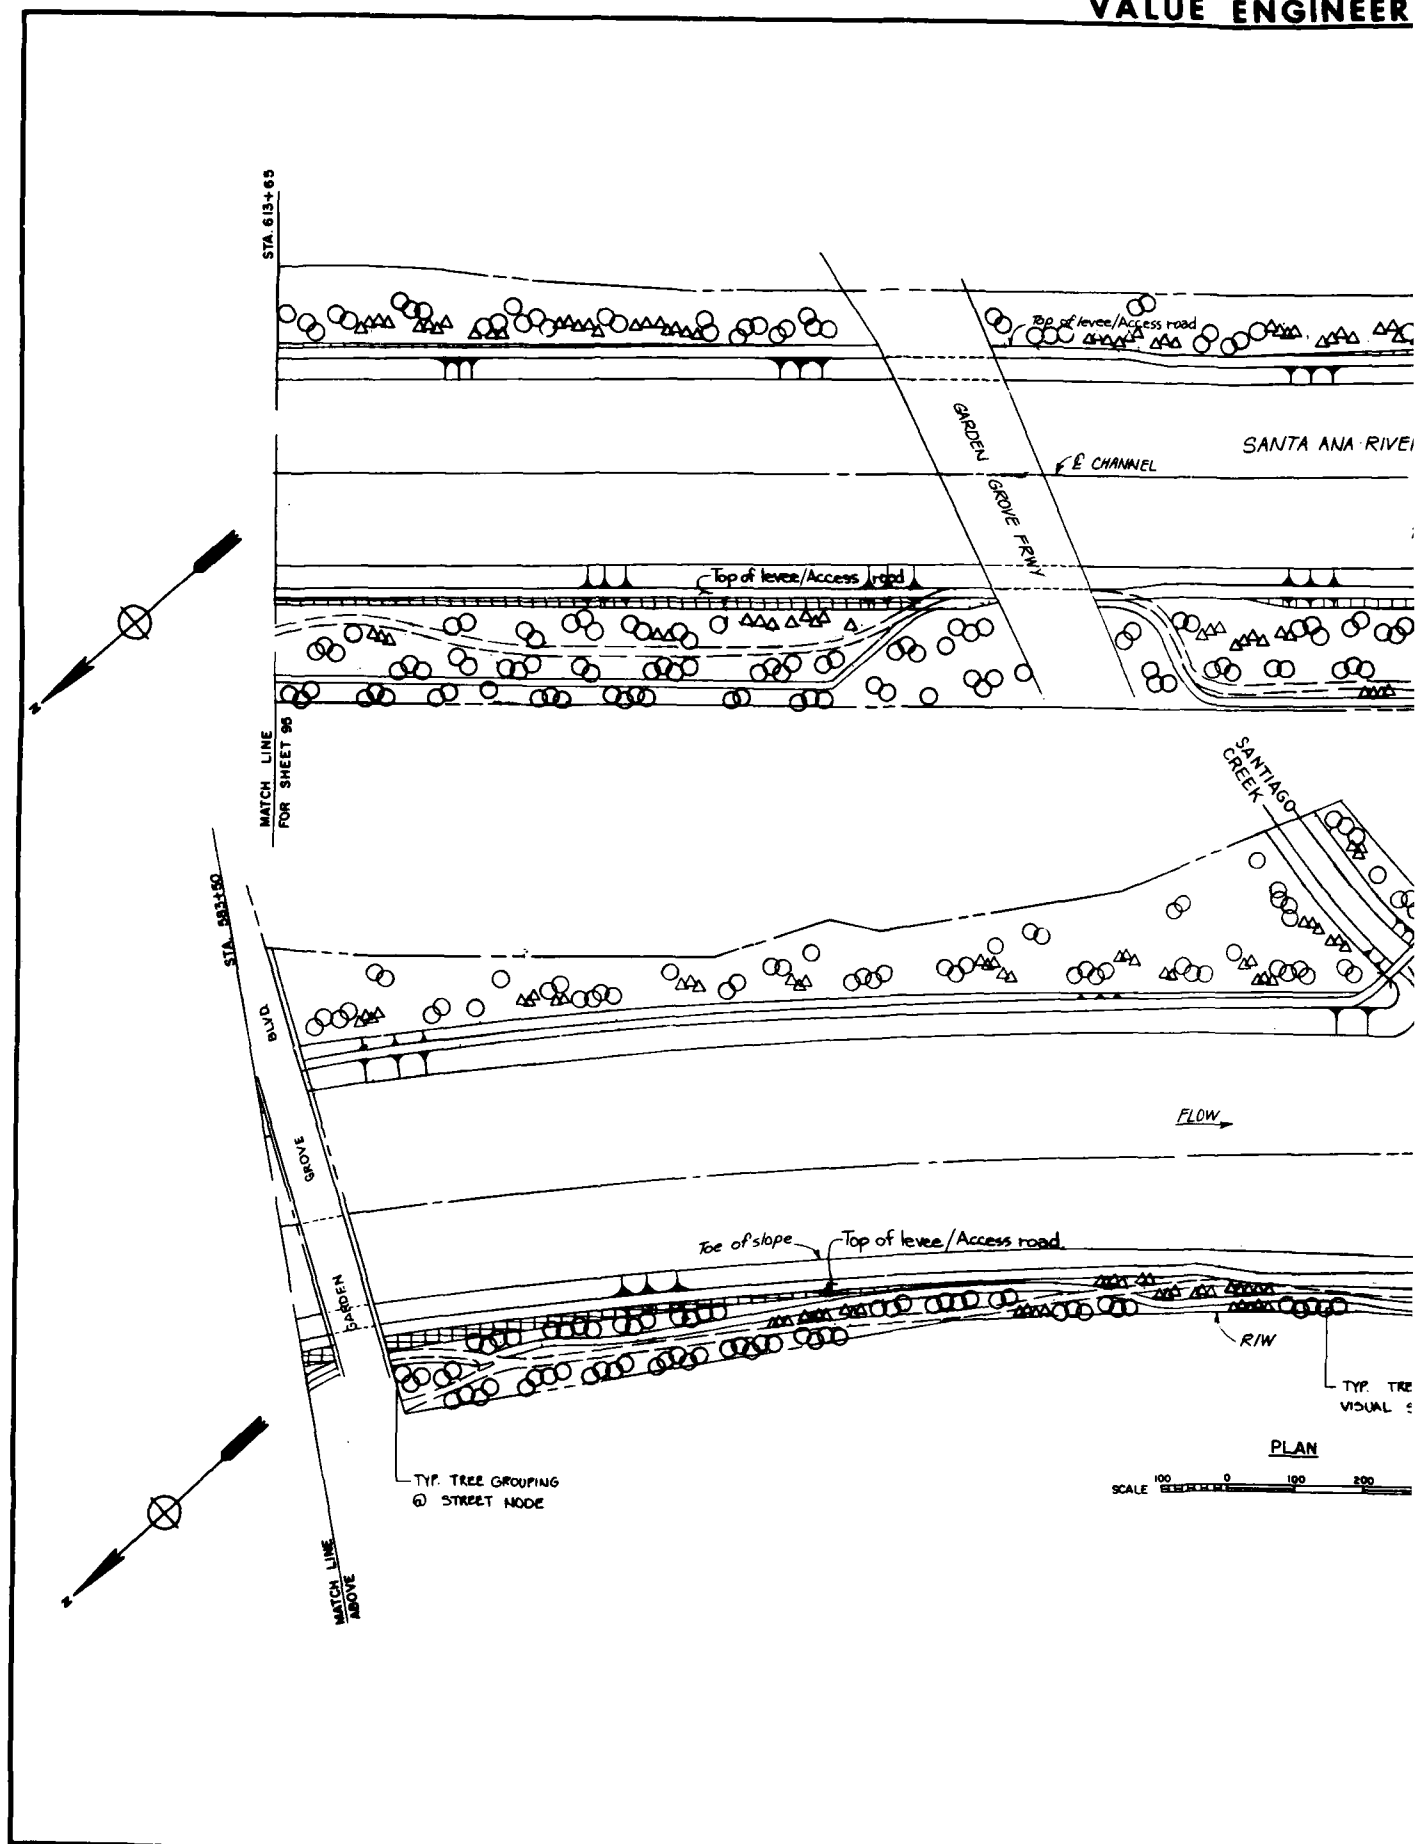 VALUE ENGINEER
STA. 613+65
Top of levee/Access road
GARDEN GROVE FRWY
SANTA ANA RIVER
℄ CHANNEL
Top of levee/Access road
N
MATCH LINE
FOR SHEET 95
SANTIAGO
CREEK
STA. 583+50
GARDEN GROVE BLVD.
FLOW
Toe of slope
Top of levee/Access road
R/W
TYP. TRE
VISUAL S
PLAN
TYP. TREE GROUPING
@ STREET NODE
SCALE 100 0 100 200
N
MATCH LINE
ABOVE